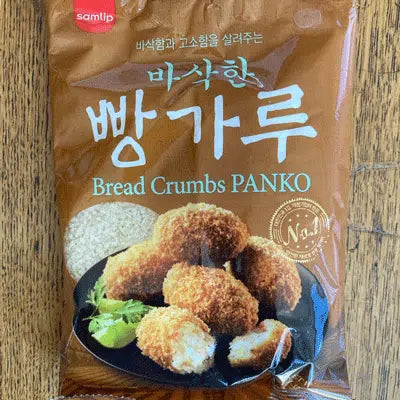 samlip
바삭함과 고소함을 살려주는
바삭한
빵가루
Bread Crumbs PANKO
No.1